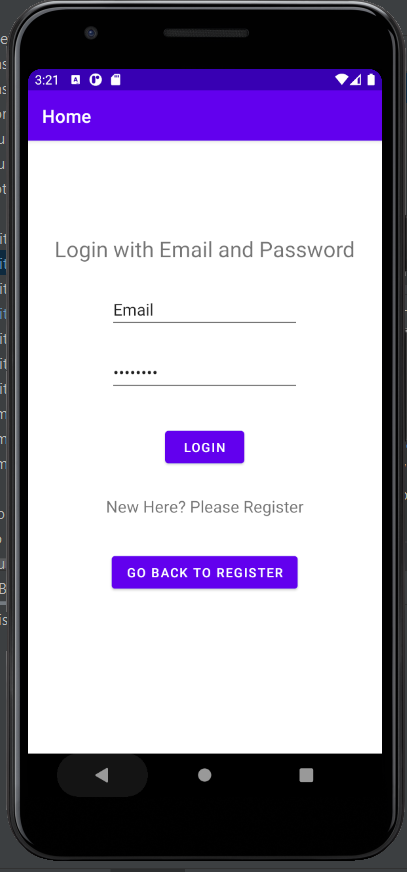 3:21
Home
Login with Email and Password
Email
••••••••
LOGIN
New Here? Please Register
GO BACK TO REGISTER